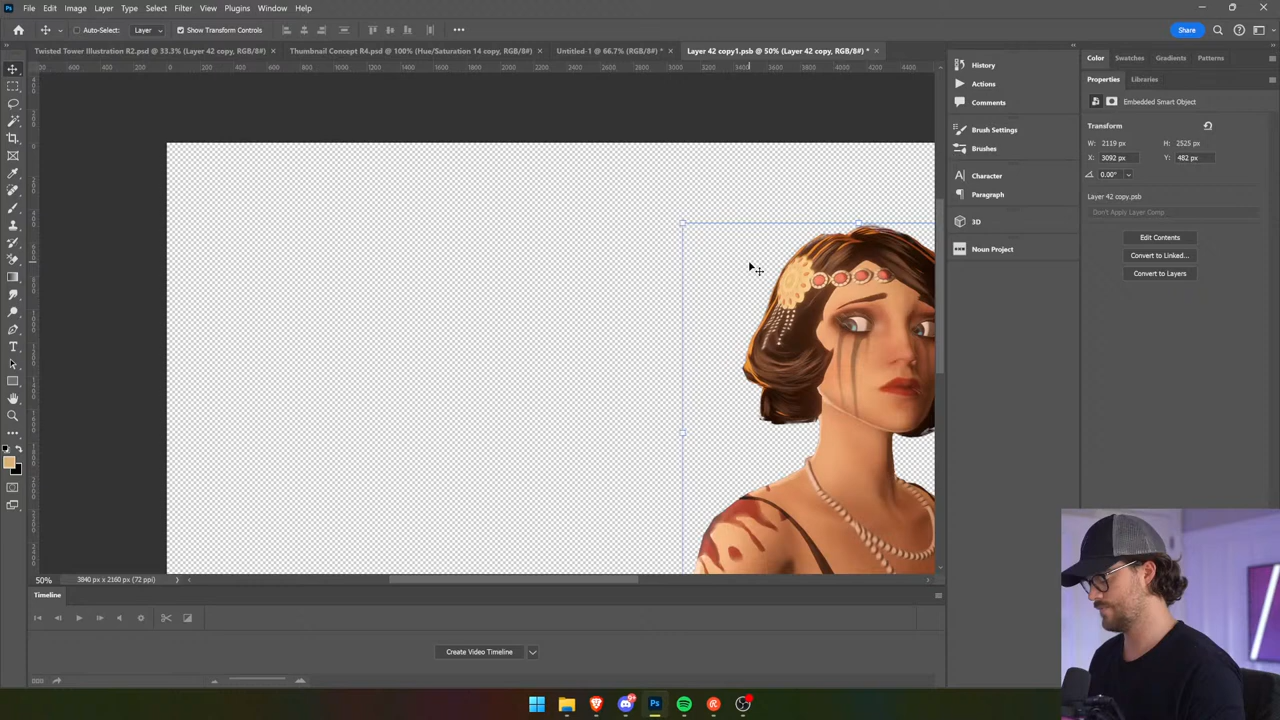 File Edit Image Layer Type Select Filter View Plugins Window Help
Auto-Select: Layer Show Transform Controls Share
Twisted Tower Illustration R2.psd @ 33.3% (Layer 42 copy, RGB/8#) × Thumbnail Concept R4.psd @ 100% (Hue/Saturation 14 copy, RGB/8#) × Untitled-1 @ 66.7% (RGB/8#) * × Layer 42 copy1.psb @ 50% (Layer 42 copy, RGB/8#) * ×
Color Swatches Gradients Patterns
History
Actions
Comments
Brush Settings
Brushes
Character
Paragraph
3D
Noun Project
Properties Libraries
Embedded Smart Object
Transform
W: 2119 px H: 2525 px
X: 3092 px Y: 482 px
0.00°
Layer 42 copy.psb
Don't Apply Layer Comp
Edit Contents
Convert to Linked...
Convert to Layers
50% 3840 px x 2160 px (72 ppi)
Timeline
Create Video Timeline